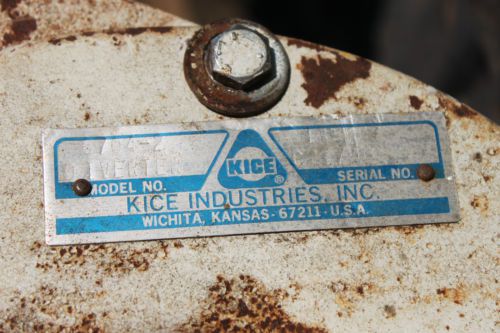 KICE ®
MODEL NO. SERIAL NO.
KICE INDUSTRIES, INC.
WICHITA, KANSAS - 67211 - U.S.A.